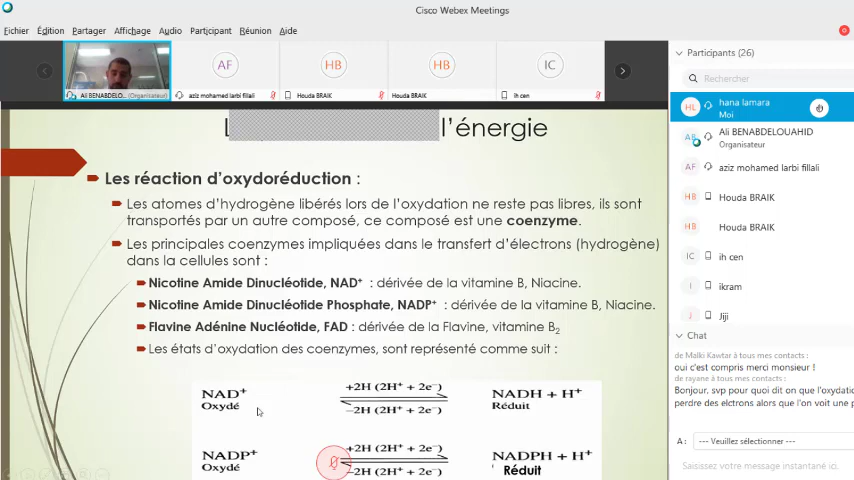 Cisco Webex Meetings
Fichier Edition Partager Affichage Audio Participant Réunion Aide
AF HB HB IC
Ali BENABDELO... (Organisateur) aziz mohamed larbi filali Houda BRAIK Houda BRAIK ih cen
Participants (26)
Rechercher
HL hana lamara
Moi
AB Ali BENABDELOUAHID
Organisateur
AF aziz mohamed larbi fillali
HB Houda BRAIK
HB Houda BRAIK
IC ih cen
I ikram
J Jiji
Chat
de Malki Kawtar à tous mes contacts :
oui c'est compris merci monsieur !
de rayane à tous mes contacts :
Bonjour, svp pour quoi dit on que l'oxydatio
perdre des elctrons alors que l'on voit une p
A : --- Veuillez sélectionner ---
Saisissez votre message instantané ici.
l'énergie
Les réaction d'oxydoréduction :
Les atomes d'hydrogène libérés lors de l'oxydation ne reste pas libres, ils sont
transportés par un autre composé, ce composé est une coenzyme.
Les principales coenzymes impliquées dans le transfert d'électrons (hydrogène)
dans la cellules sont :
Nicotine Amide Dinucléotide, NAD⁺ : dérivée de la vitamine B, Niacine.
Nicotine Amide Dinucléotide Phosphate, NADP⁺ : dérivée de la vitamine B, Niacine.
Flavine Adénine Nucléotide, FAD : dérivée de la Flavine, vitamine B₂
Les états d'oxydation des coenzymes, sont représenté comme suit :
NAD⁺ +2H (2H⁺ + 2e⁻) NADH + H⁺
Oxydé −2H (2H⁺ + 2e⁻) Réduit
NADP⁺ +2H (2H⁺ + 2e⁻) NADPH + H⁺
Oxydé −2H (2H⁺ + 2e⁻) Réduit